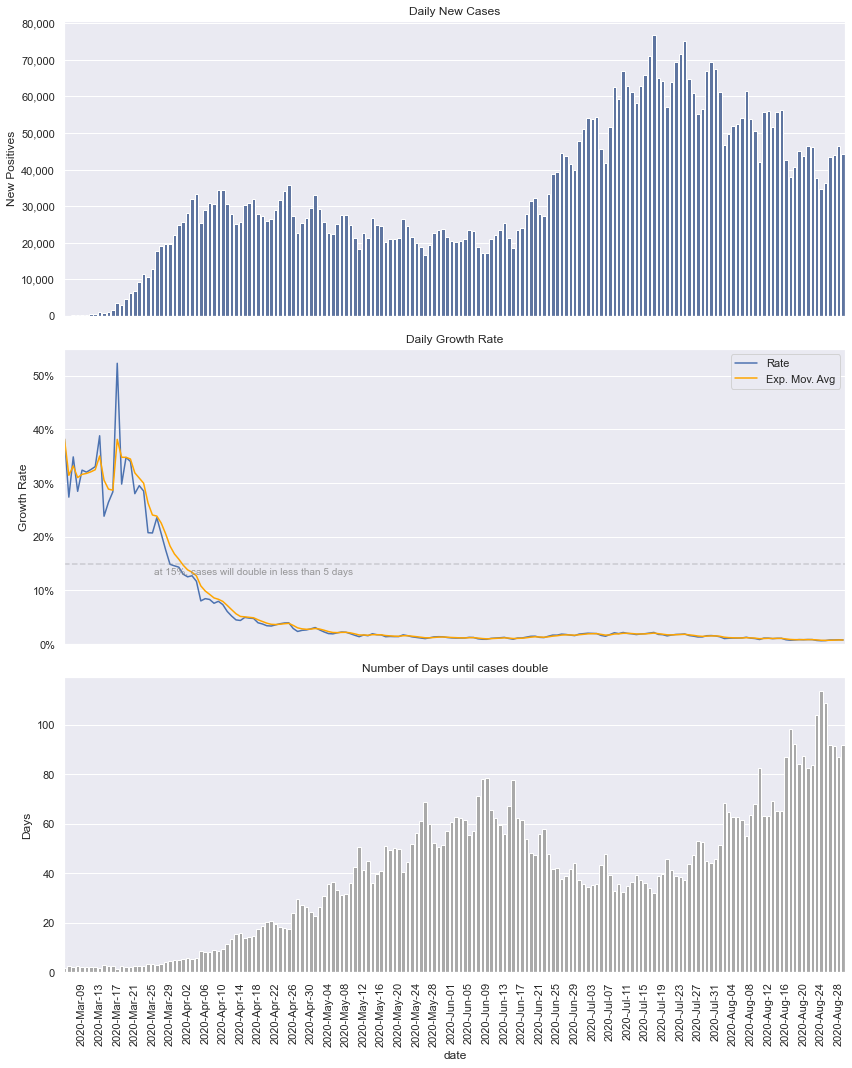 Daily New Cases
80,000
70,000
60,000
50,000
40,000
30,000
20,000
10,000
0
New Positives
Daily Growth Rate
50%
40%
30%
20%
10%
0%
Growth Rate
Rate
Exp. Mov. Avg
at 15%, cases will double in less than 5 days
Number of Days until cases double
100
80
60
40
20
0
Days
2020-Mar-09
2020-Mar-13
2020-Mar-17
2020-Mar-21
2020-Mar-25
2020-Mar-29
2020-Apr-02
2020-Apr-06
2020-Apr-10
2020-Apr-14
2020-Apr-18
2020-Apr-22
2020-Apr-26
2020-Apr-30
2020-May-04
2020-May-08
2020-May-12
2020-May-16
2020-May-20
2020-May-24
2020-May-28
2020-Jun-01
2020-Jun-05
2020-Jun-09
2020-Jun-13
2020-Jun-17
2020-Jun-21
2020-Jun-25
2020-Jun-29
2020-Jul-03
2020-Jul-07
2020-Jul-11
2020-Jul-15
2020-Jul-19
2020-Jul-23
2020-Jul-27
2020-Jul-31
2020-Aug-04
2020-Aug-08
2020-Aug-12
2020-Aug-16
2020-Aug-20
2020-Aug-24
2020-Aug-28
date